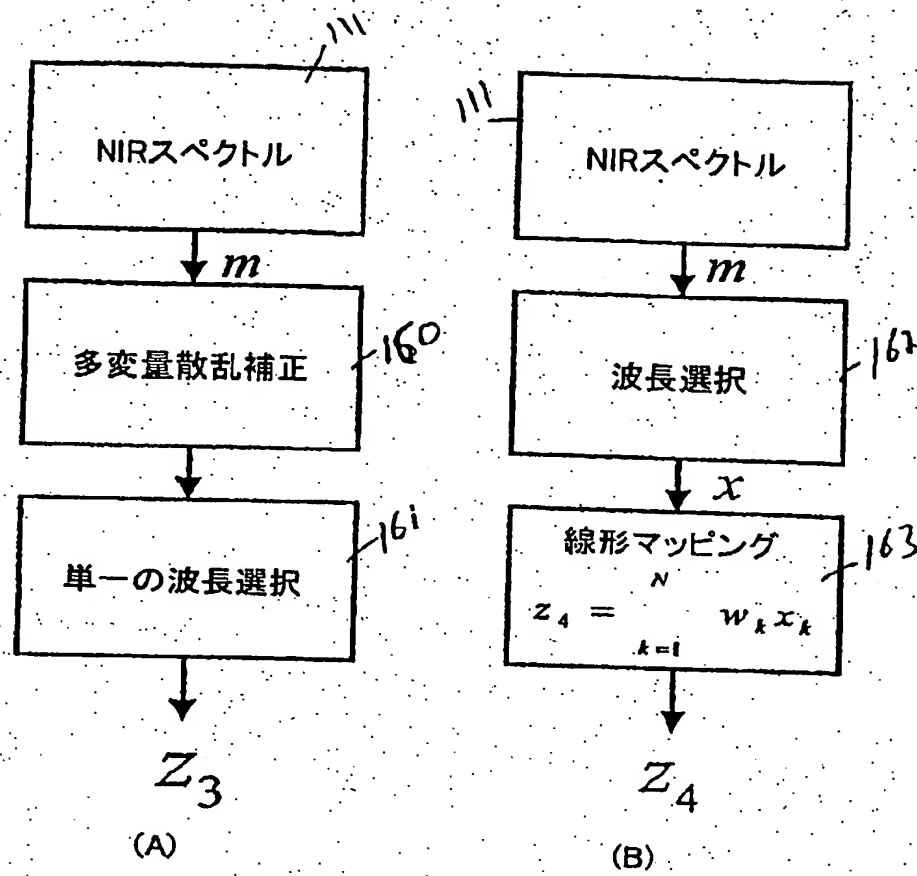 111
NIRスペクトル
m
多変量散乱補正
160
単一の波長選択
161
Z3
(A)
111
NIRスペクトル
m
波長選択
162
x
線形マッピング
163
N
z4 = wkxk
k=1
Z4
(B)